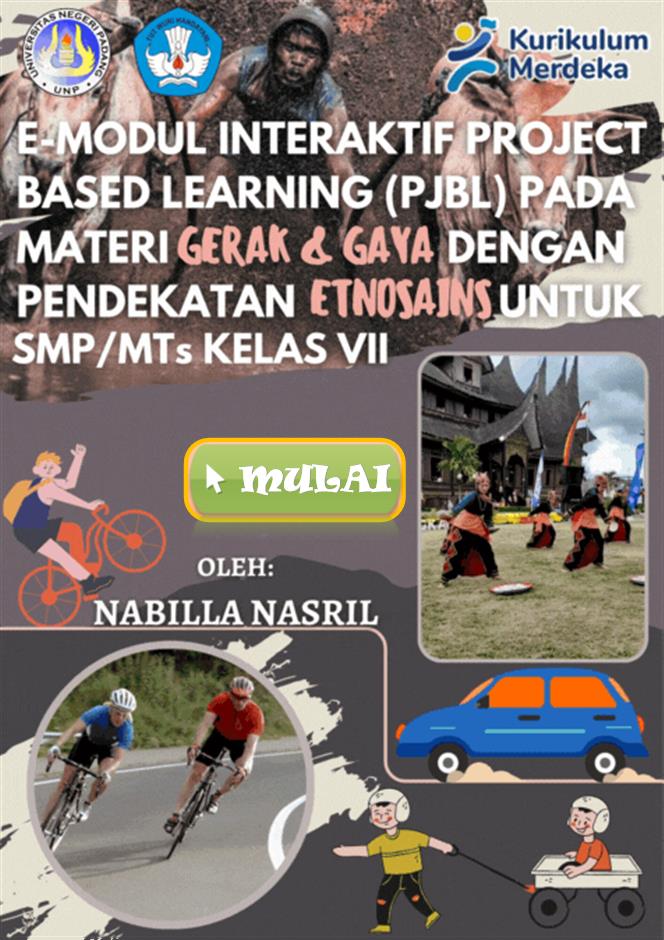 UNIVERSITAS NEGERI PADANG
UNP
TUT WURI HANDAYANI
Kurikulum
Merdeka
E-MODUL INTERAKTIF PROJECT
BASED LEARNING (PJBL) PADA
MATERI GERAK & GAYA DENGAN
PENDEKATAN ETNOSAINS UNTUK
SMP/MTs KELAS VII
MULAI
OLEH:
NABILLA NASRIL